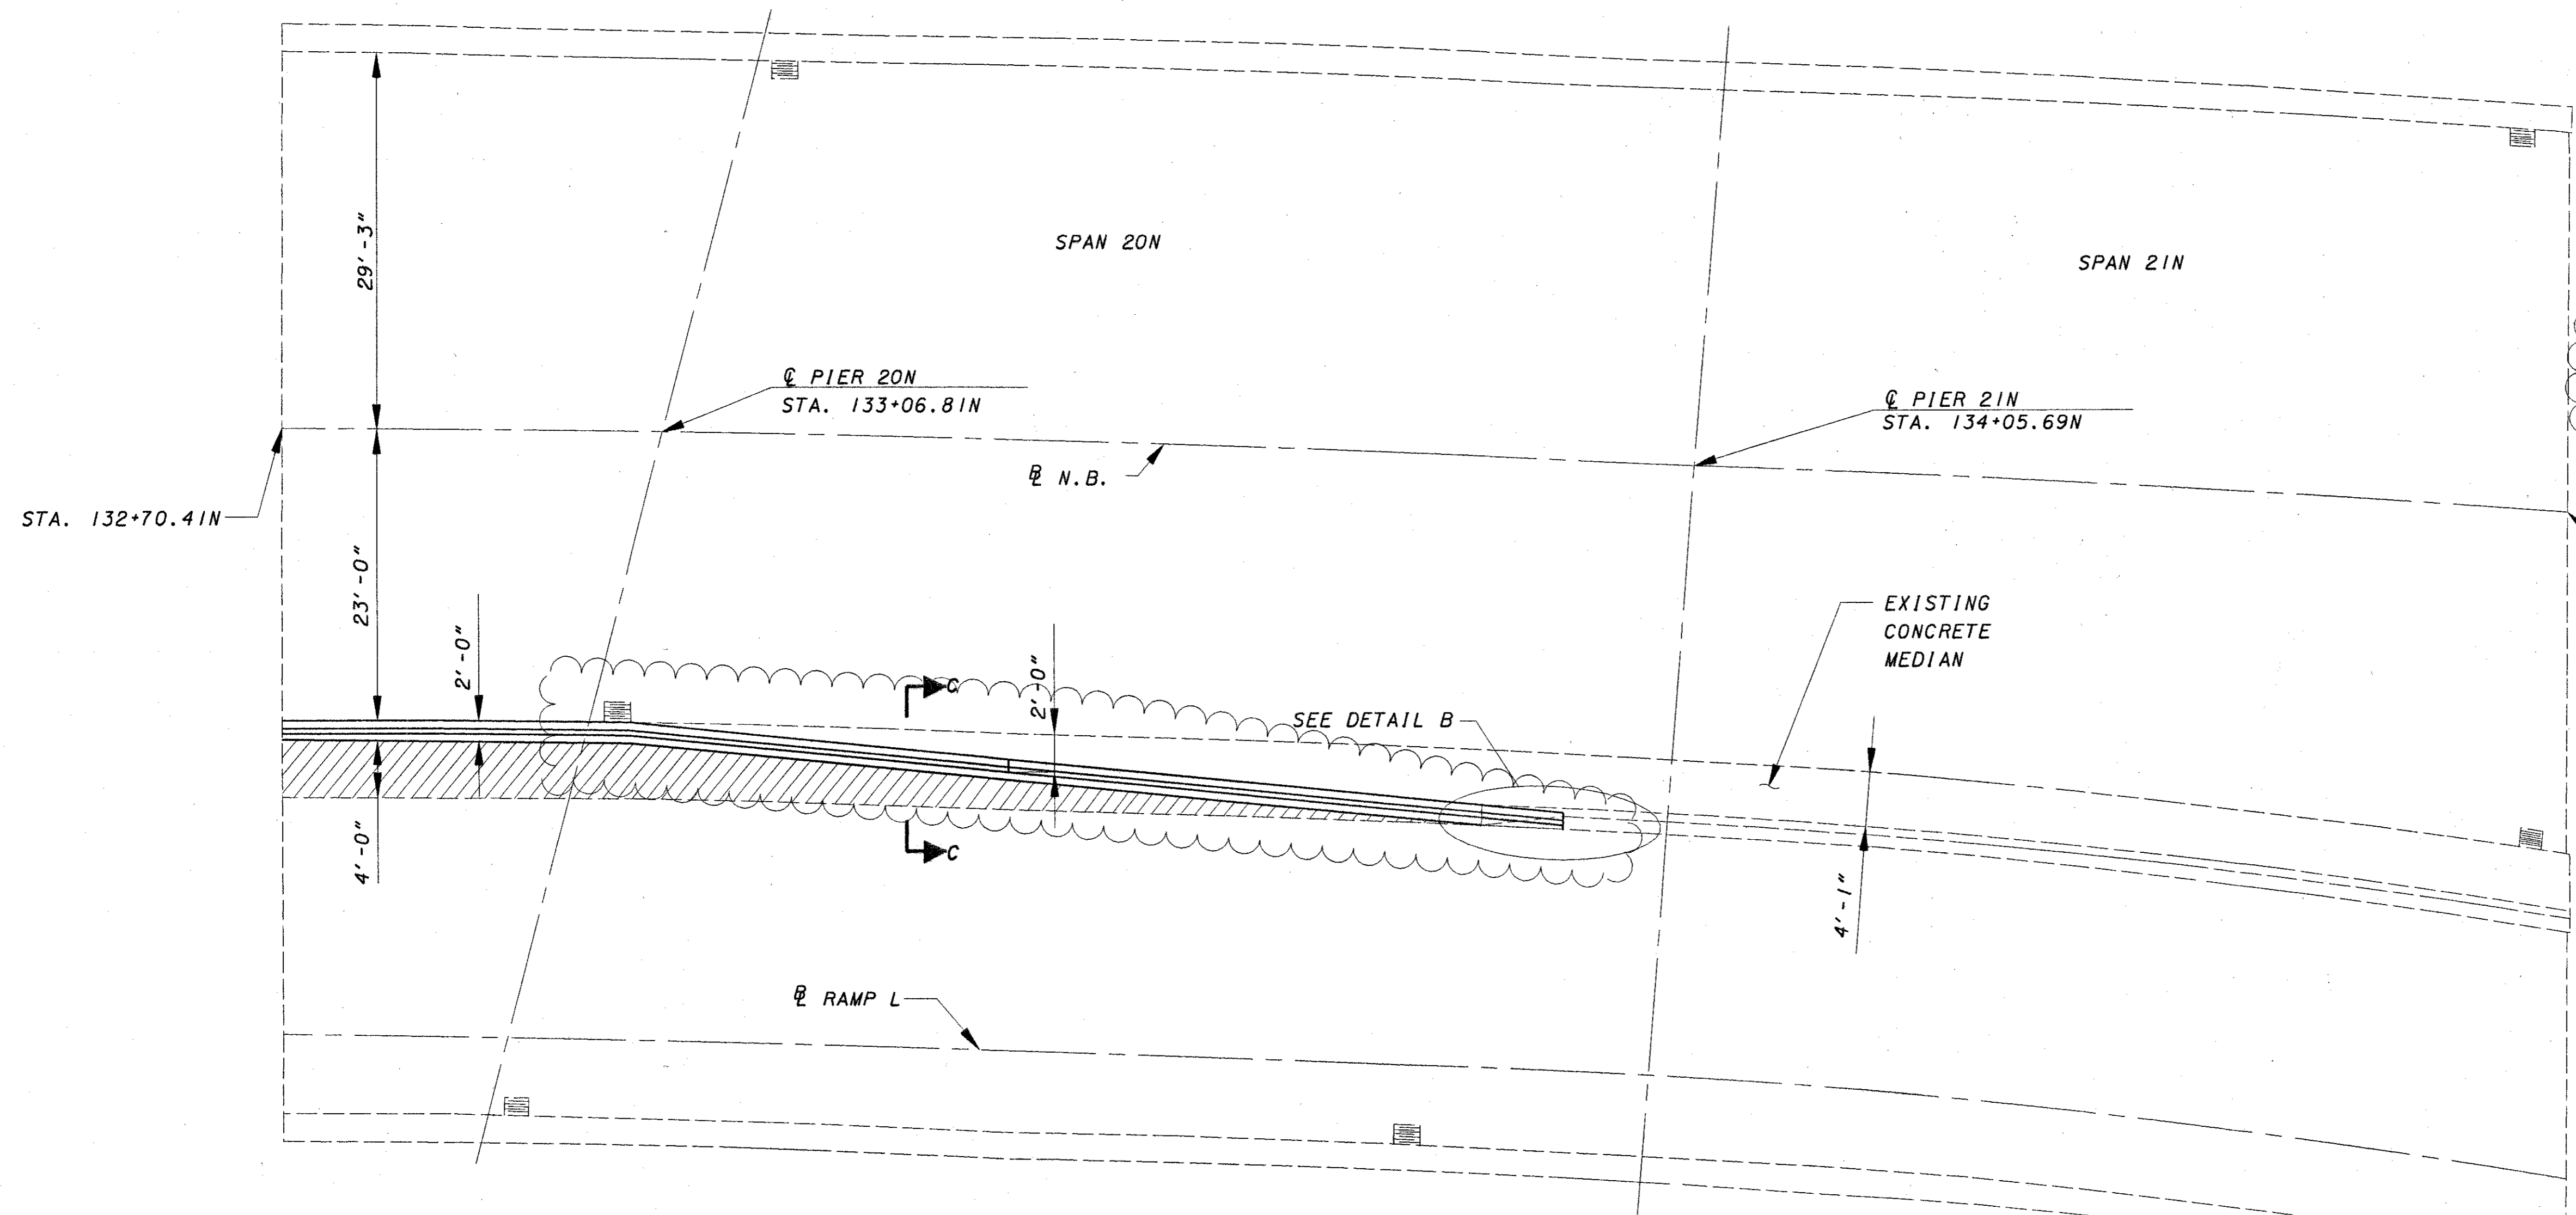 29'-3"
SPAN 20N
SPAN 21N
℄ PIER 20N
STA. 133+06.81N
℄ PIER 21N
STA. 134+05.69N
B̲L N.B.
STA. 132+70.41N
23'-0"
2'-0"
2'-0"
C
EXISTING
CONCRETE
MEDIAN
SEE DETAIL B
4'-0"
C
4'-1"
BL RAMP L